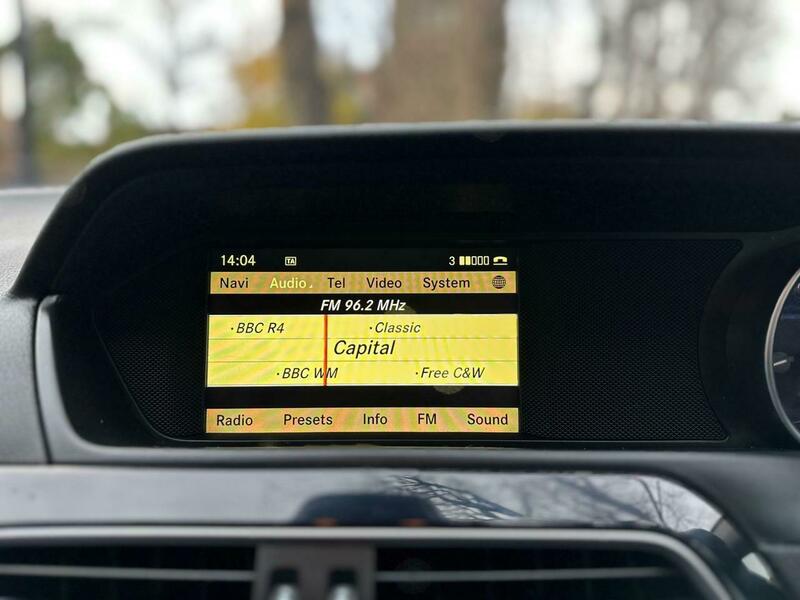 14:04 TA 3
Navi Audio Tel Video System
FM 96.2 MHz
BBC R4 Classic
Capital
BBC WM Free C&W
Radio Presets Info FM Sound